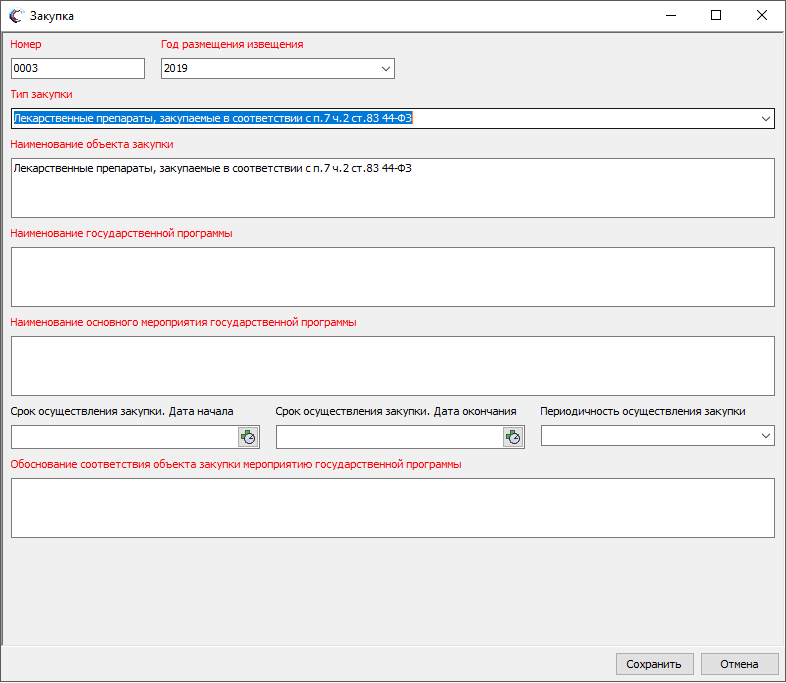 Закупка
Номер
Год размещения извещения
0003
2019
Тип закупки
Лекарственные препараты, закупаемые в соответствии с п.7 ч.2 ст.83 44-ФЗ
Наименование объекта закупки
Лекарственные препараты, закупаемые в соответствии с п.7 ч.2 ст.83 44-ФЗ
Наименование государственной программы
Наименование основного мероприятия государственной программы
Срок осуществления закупки. Дата начала
Срок осуществления закупки. Дата окончания
Периодичность осуществления закупки
Обоснование соответствия объекта закупки мероприятию государственной программы
Сохранить
Отмена